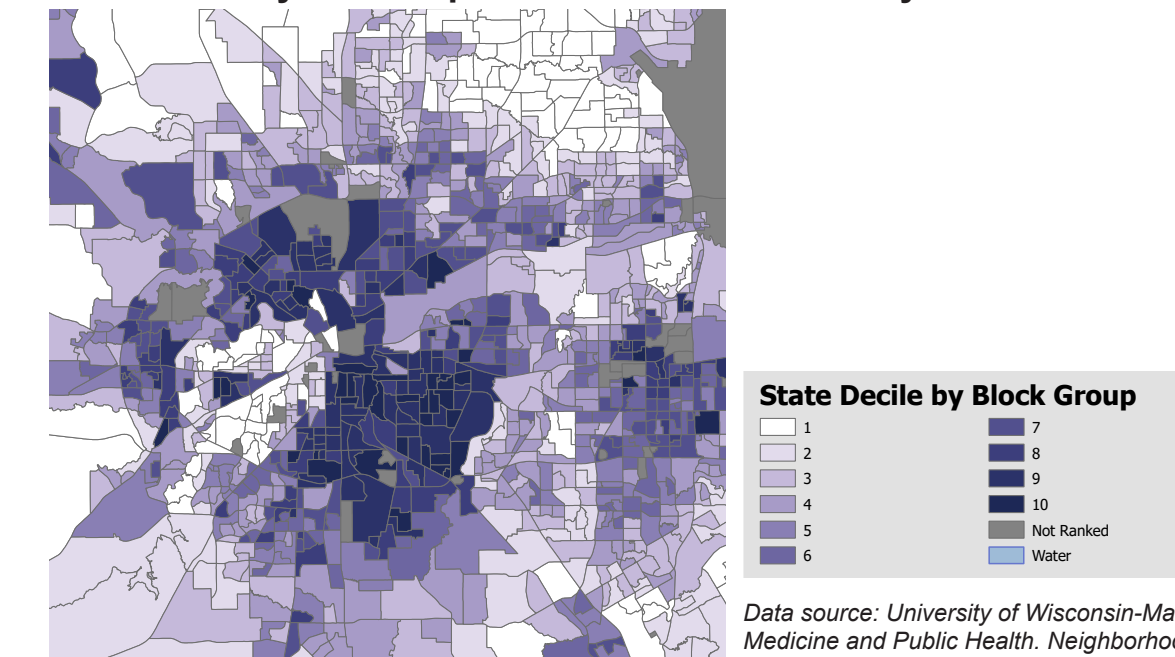 State Decile by Block Group
1
2
3
4
5
6
7
8
9
10
Not Ranked
Water
Data source: University of Wisconsin-Ma
Medicine and Public Health. Neighborhoo